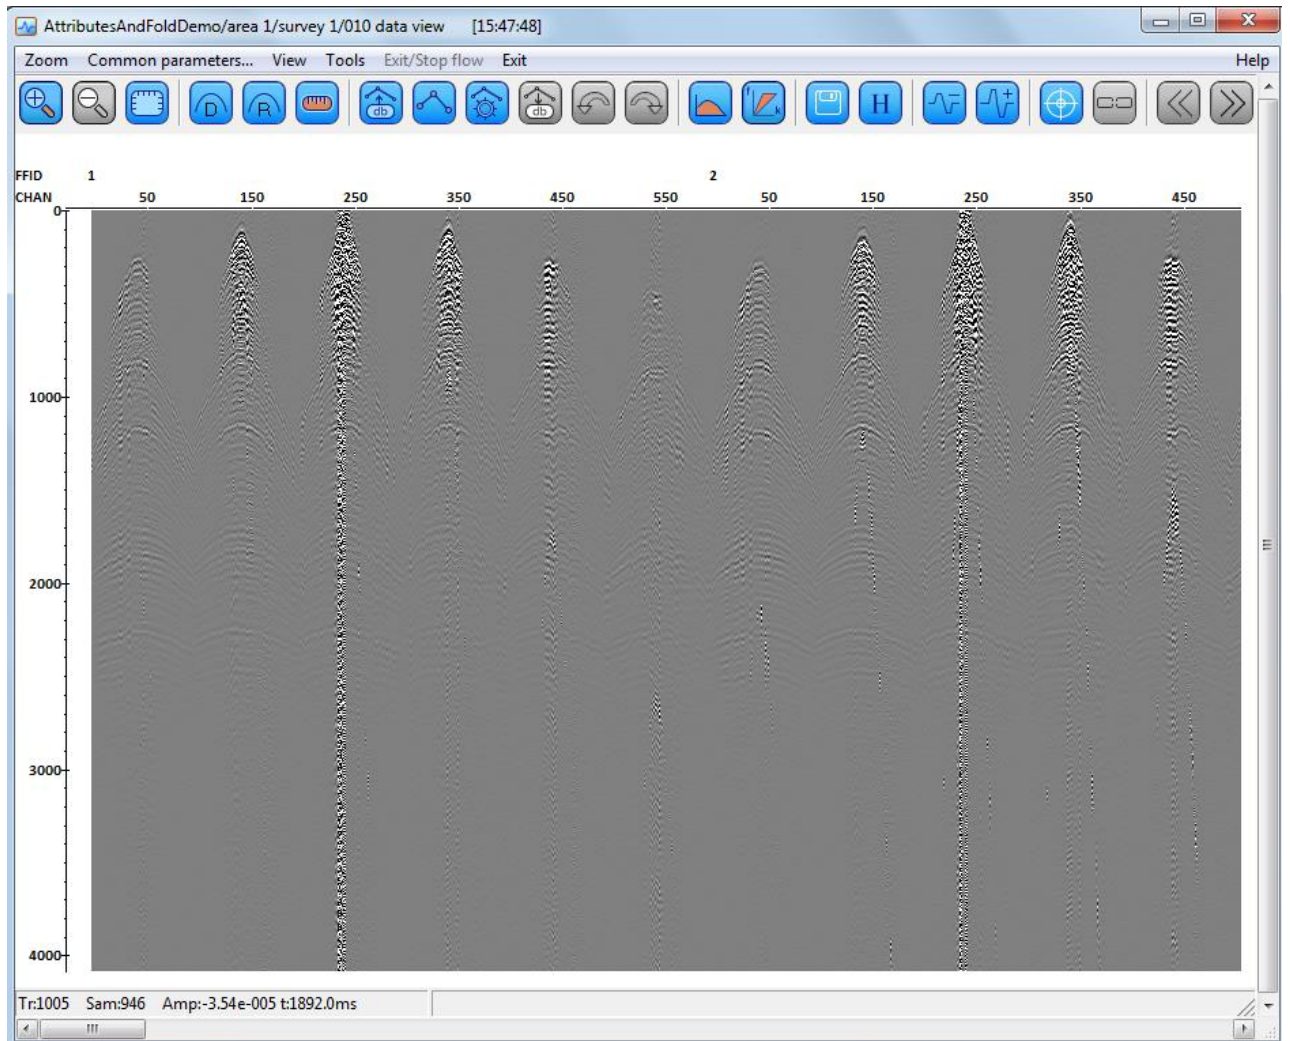 AttributesAndFoldDemo/area 1/survey 1/010 data view [15:47:48]
Zoom Common parameters... View Tools Exit/Stop flow Exit Help
D R db db H f k
FFID 1 2
CHAN 50 150 250 350 450 550 50 150 250 350 450
0
1000
2000
3000
4000
Tr:1005 Sam:946 Amp:-3.54e-005 t:1892.0ms